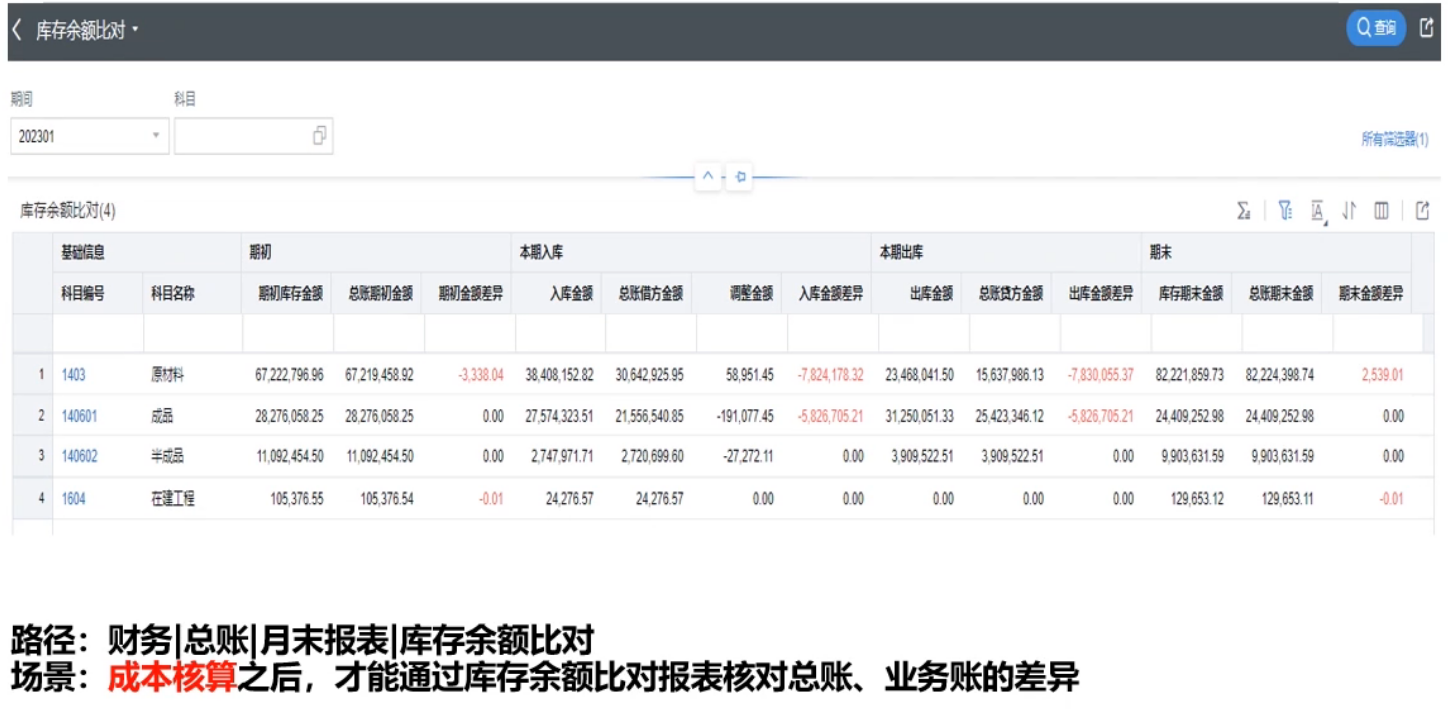 库存余额比对
查询
期间 科目
202301
所有筛选器(1)
库存余额比对(4)
基础信息 期初 本期入库 本期出库 期末
科目编号 科目名称 期初库存金额 总账期初金额 期初金额差异 入库金额 总账借方金额 调整金额 入库金额差异 出库金额 总账贷方金额 出库金额差异 库存期末金额 总账期末金额 期末金额差异
1 1403 原材料 67,222,796.96 67,219,458.92 -3,338.04 38,408,152.82 30,642,925.95 58,951.45 -7,824,178.32 23,468,041.50 15,637,986.13 -7,830,055.37 82,221,859.73 82,224,398.74 2,539.01
2 140601 成品 28,276,058.25 28,276,058.25 0.00 27,574,323.51 21,556,540.85 -191,077.45 -5,826,705.21 31,250,051.33 25,423,346.12 -5,826,705.21 24,409,252.98 24,409,252.98 0.00
3 140602 半成品 11,092,454.50 11,092,454.50 0.00 2,747,971.71 2,720,699.60 -27,272.11 0.00 3,909,522.51 3,909,522.51 0.00 9,903,631.59 9,903,631.59 0.00
4 1604 在建工程 105,376.55 105,376.54 -0.01 24,276.57 24,276.57 0.00 0.00 0.00 0.00 0.00 129,653.12 129,653.11 -0.01
路径：财务|总账|月末报表|库存余额比对
场景：成本核算之后，才能通过库存余额比对报表核对总账、业务账的差异